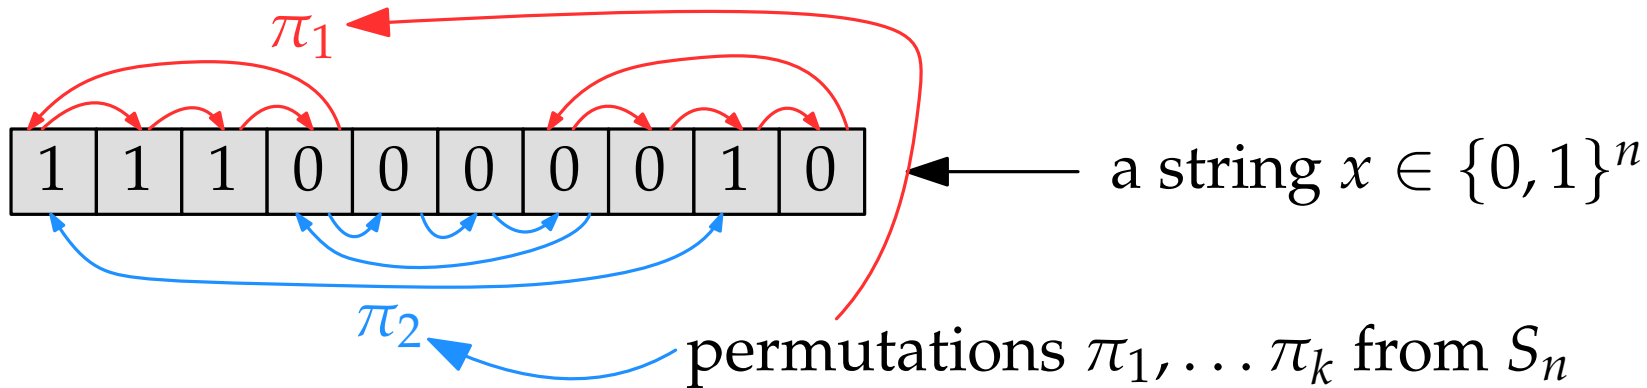 π₁
1 1 1 0 0 0 0 0 1 0
a string x ∈ {0, 1}ⁿ
π₂
permutations π₁, . . . πₖ from Sₙ